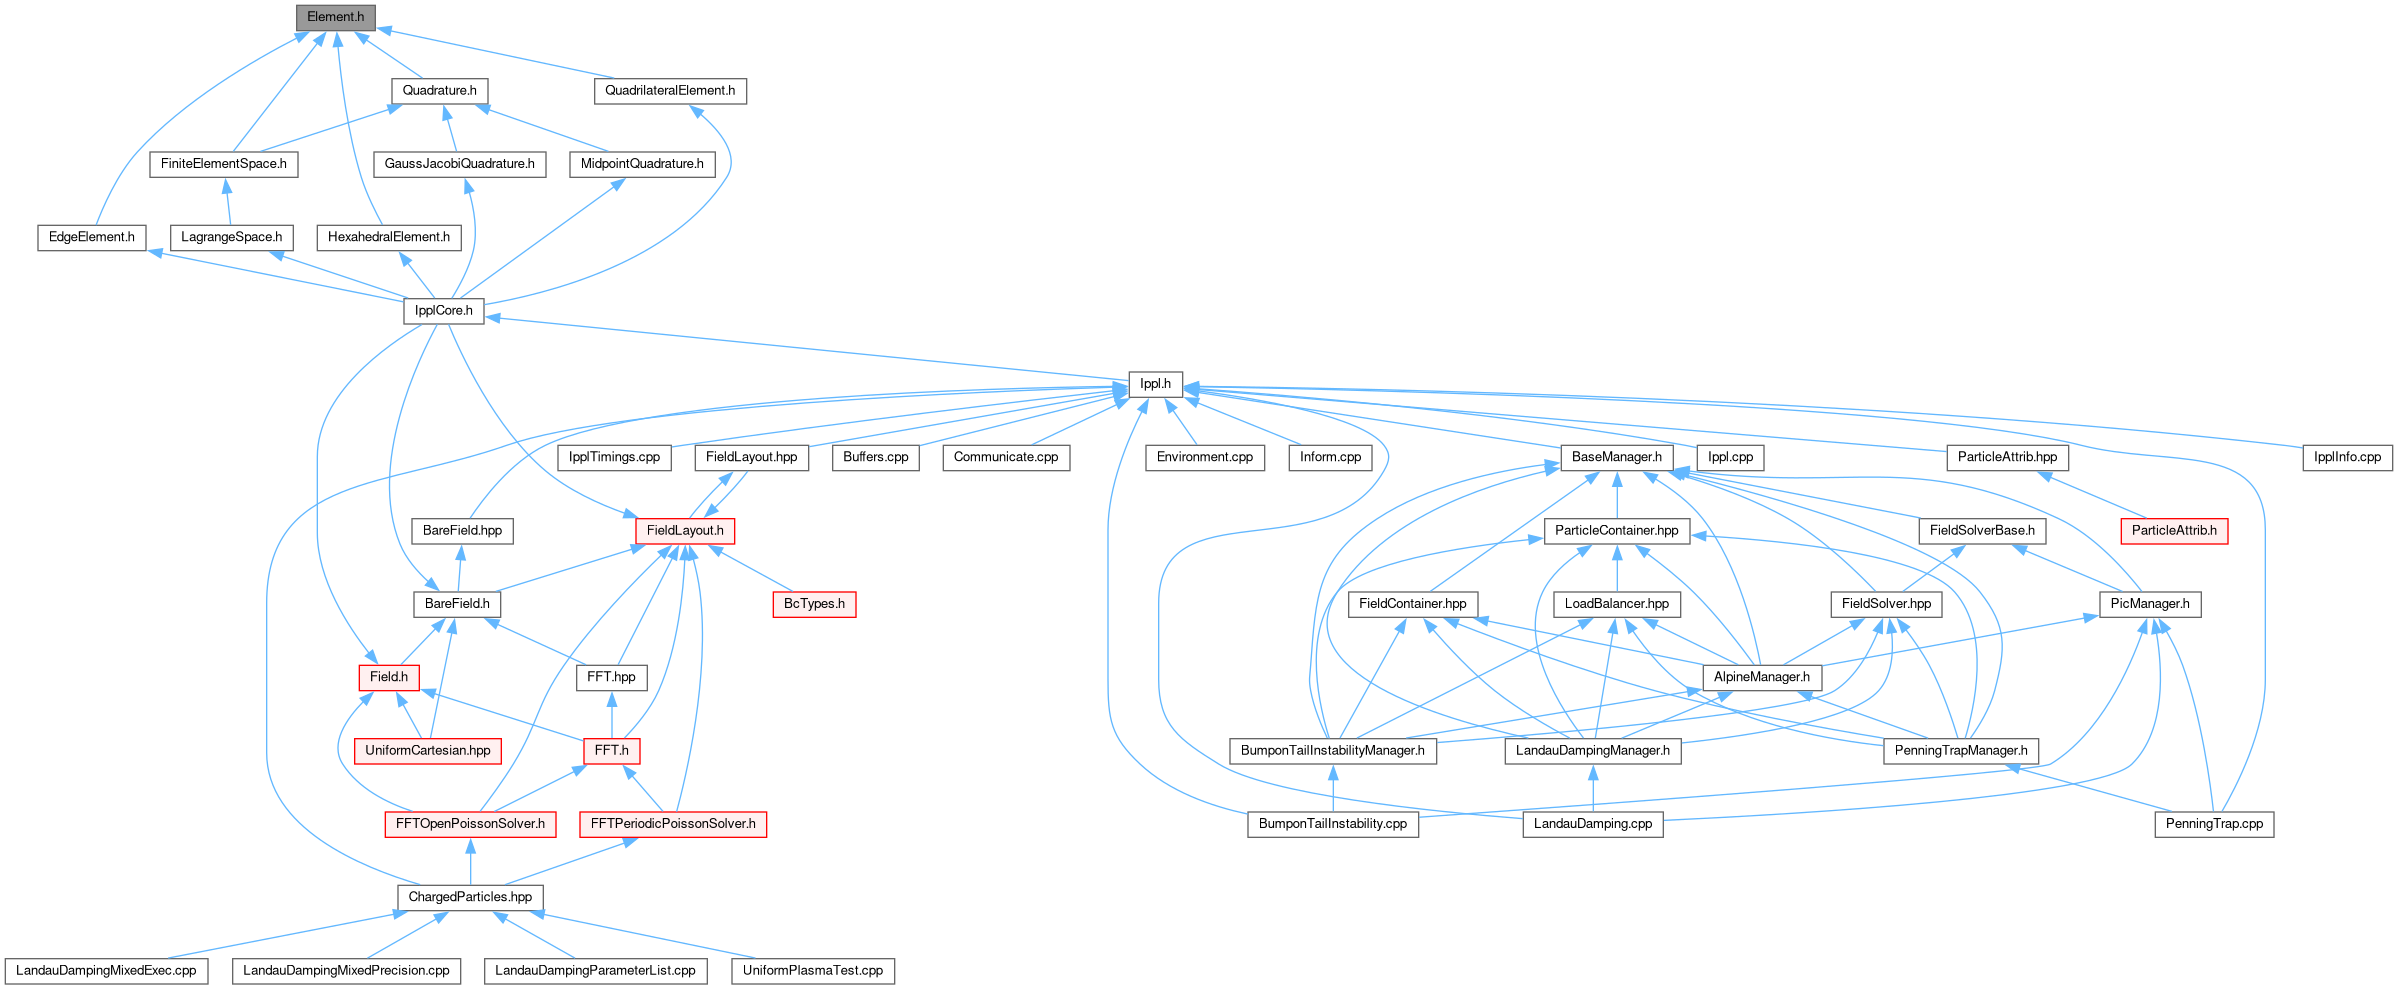 Element.h
Quadrature.h
QuadrilateralElement.h
FiniteElementSpace.h
GaussJacobiQuadrature.h
MidpointQuadrature.h
EdgeElement.h
LagrangeSpace.h
HexahedralElement.h
IpplCore.h
Ippl.h
IpplTimings.cpp
FieldLayout.hpp
Buffers.cpp
Communicate.cpp
Environment.cpp
Inform.cpp
BaseManager.h
Ippl.cpp
ParticleAttrib.hpp
IpplInfo.cpp
BareField.hpp
FieldLayout.h
ParticleContainer.hpp
FieldSolverBase.h
ParticleAttrib.h
BareField.h
BcTypes.h
FieldContainer.hpp
LoadBalancer.hpp
FieldSolver.hpp
PicManager.h
Field.h
FFT.hpp
AlpineManager.h
UniformCartesian.hpp
FFT.h
BumponTailInstabilityManager.h
LandauDampingManager.h
PenningTrapManager.h
FFTOpenPoissonSolver.h
FFTPeriodicPoissonSolver.h
BumponTailInstability.cpp
LandauDamping.cpp
PenningTrap.cpp
ChargedParticles.hpp
LandauDampingMixedExec.cpp
LandauDampingMixedPrecision.cpp
LandauDampingParameterList.cpp
UniformPlasmaTest.cpp